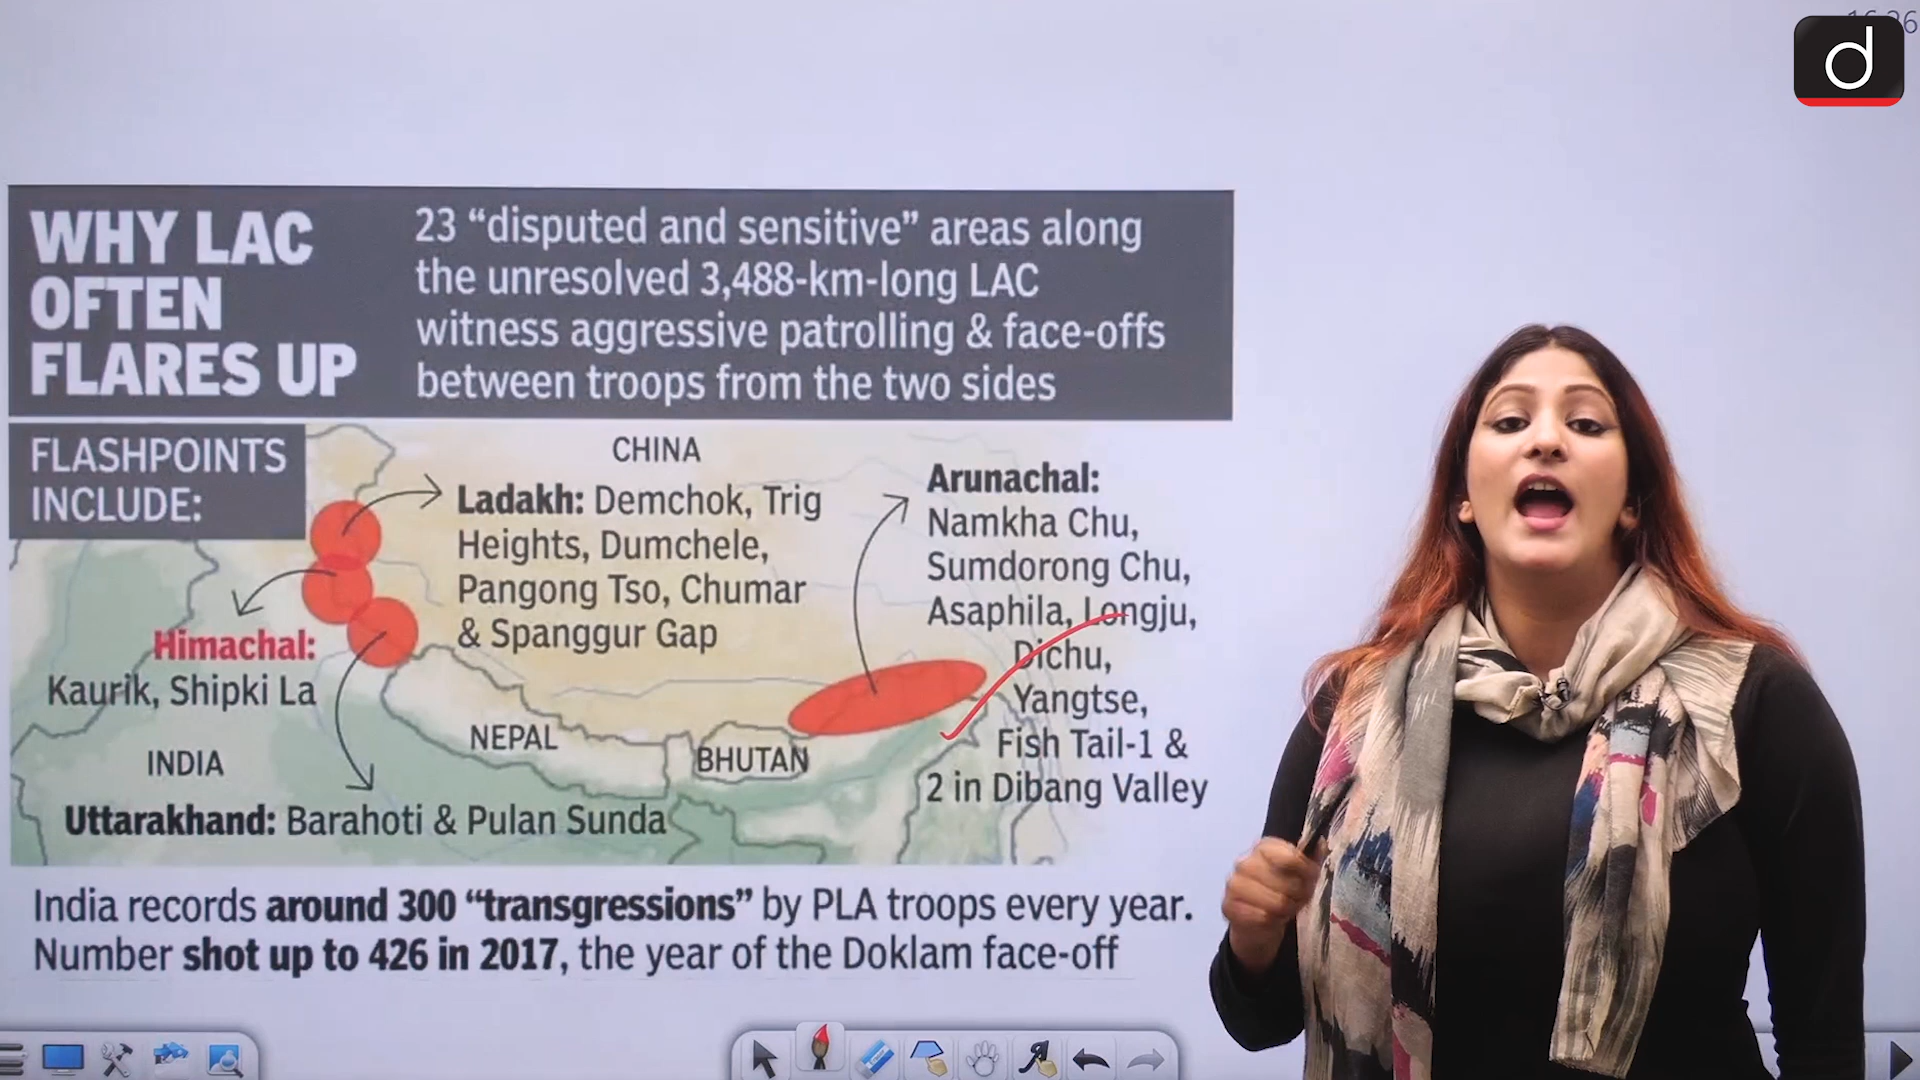 WHY LAC
OFTEN
FLARES UP
23 “disputed and sensitive” areas along
the unresolved 3,488-km-long LAC
witness aggressive patrolling & face-offs
between troops from the two sides
FLASHPOINTS
INCLUDE:
CHINA
Ladakh: Demchok, Trig
Heights, Dumchele,
Pangong Tso, Chumar
& Spanggur Gap
Arunachal:
Namkha Chu,
Sumdorong Chu,
Asaphila, Longju,
Dichu,
Yangtse,
Fish Tail-1 &
2 in Dibang Valley
Himachal:
Kaurik, Shipki La
INDIA
NEPAL
BHUTAN
Uttarakhand: Barahoti & Pulan Sunda
India records around 300 “transgressions” by PLA troops every year.
Number shot up to 426 in 2017, the year of the Doklam face-off
d